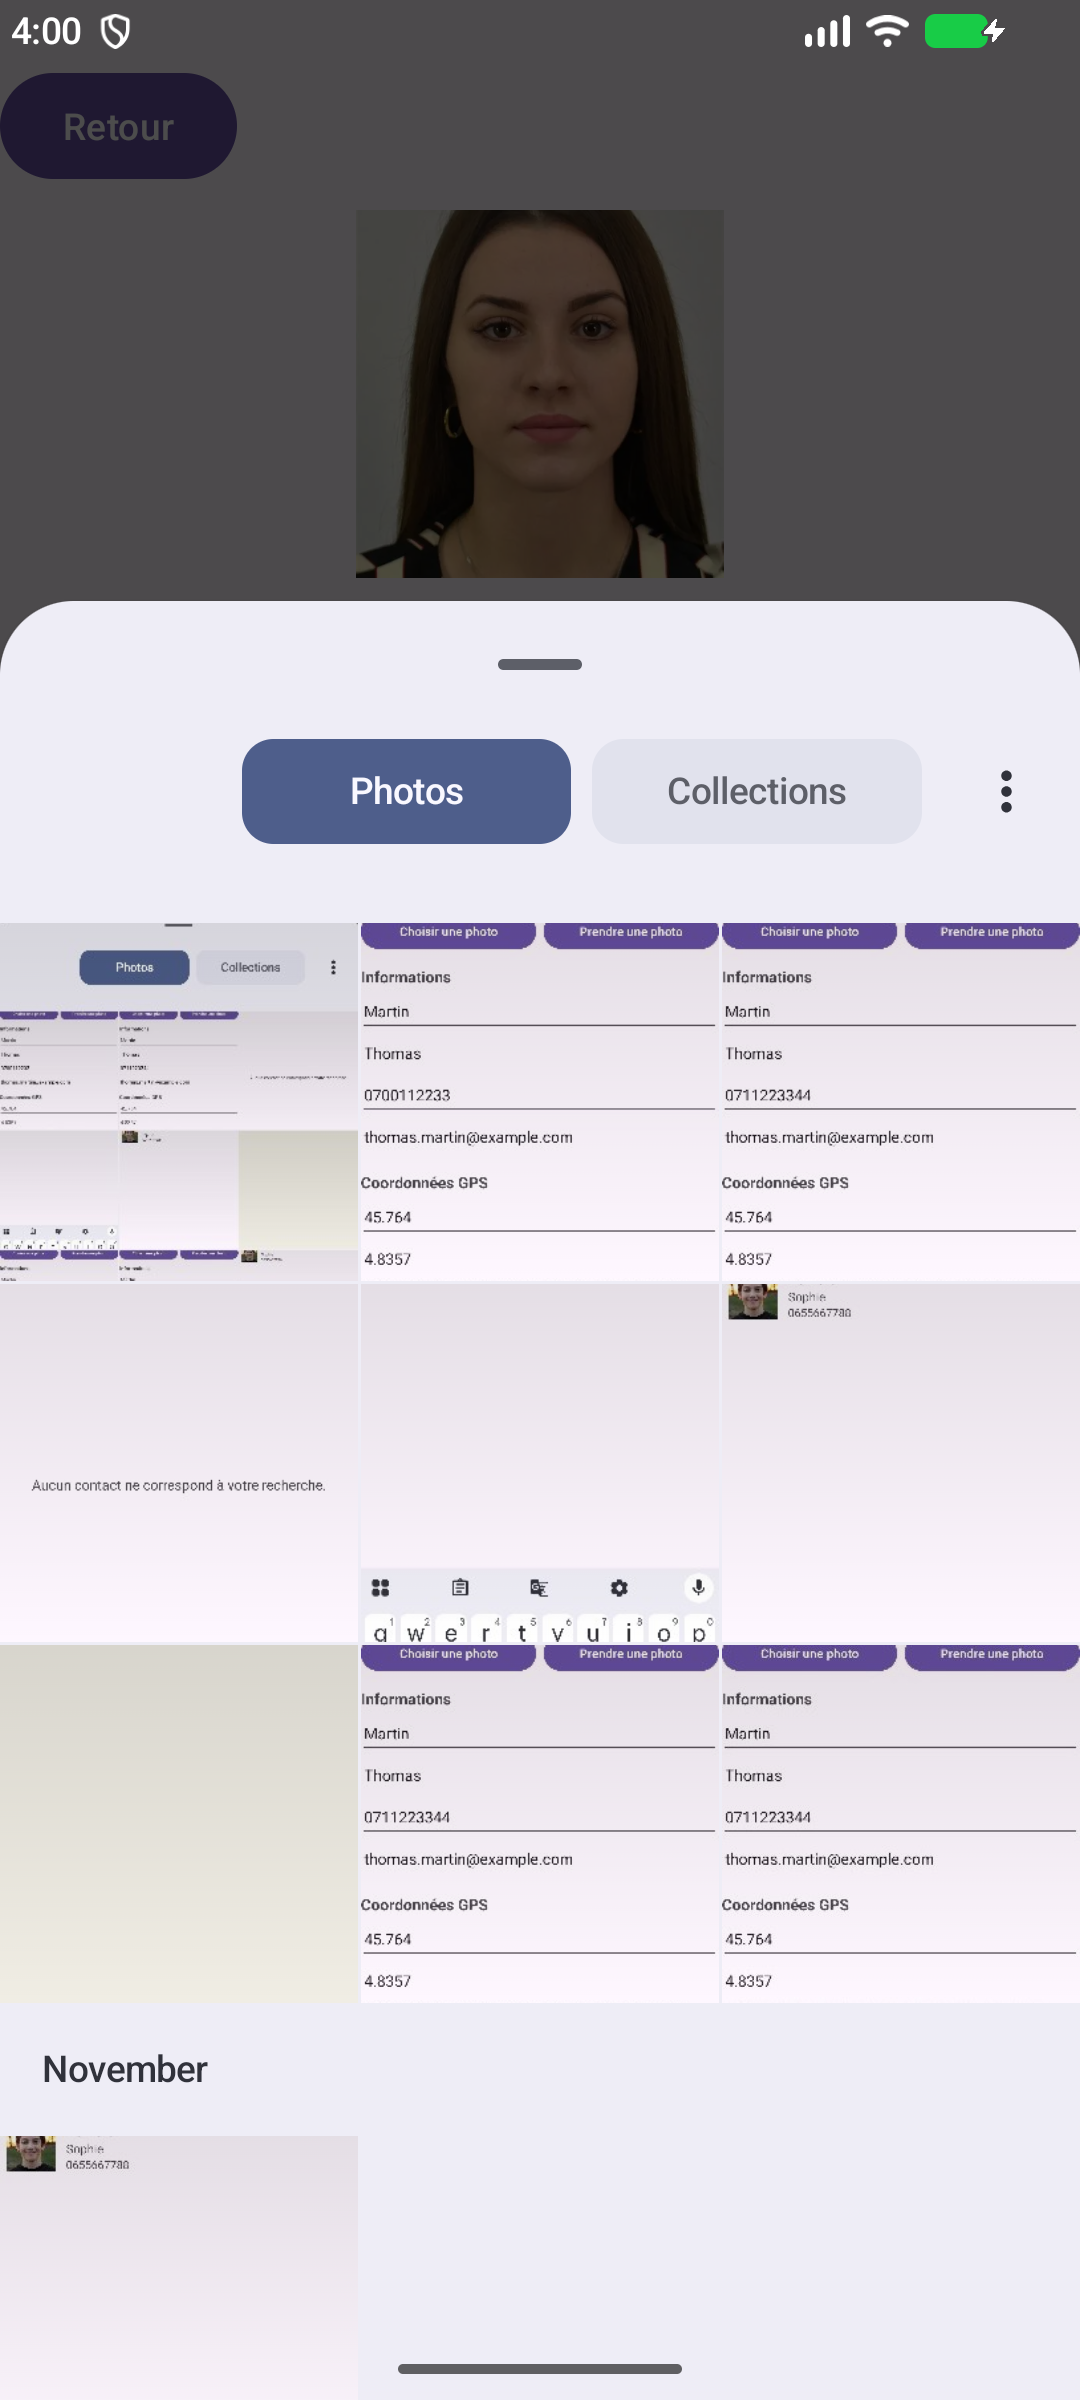 4:00
Retour
Photos
Collections
Photos
Collections
Choisir une photo
Prendre une photo
Informations
Martin
Thomas
0700112233
thomas.martin@example.com
Coordonnées GPS
45.764
4.8357
Choisir une photo
Prendre une photo
Informations
Martin
Thomas
0711223344
thomas.martin@example.com
Coordonnées GPS
45.764
4.8357
Aucun contact ne correspond à votre recherche.
Sophie
0655667788
Choisir une photo
Prendre une photo
Informations
Martin
Thomas
0711223344
thomas.martin@example.com
Coordonnées GPS
45.764
4.8357
Choisir une photo
Prendre une photo
Informations
Martin
Thomas
0711223344
thomas.martin@example.com
Coordonnées GPS
45.764
4.8357
November
Sophie
0655667788